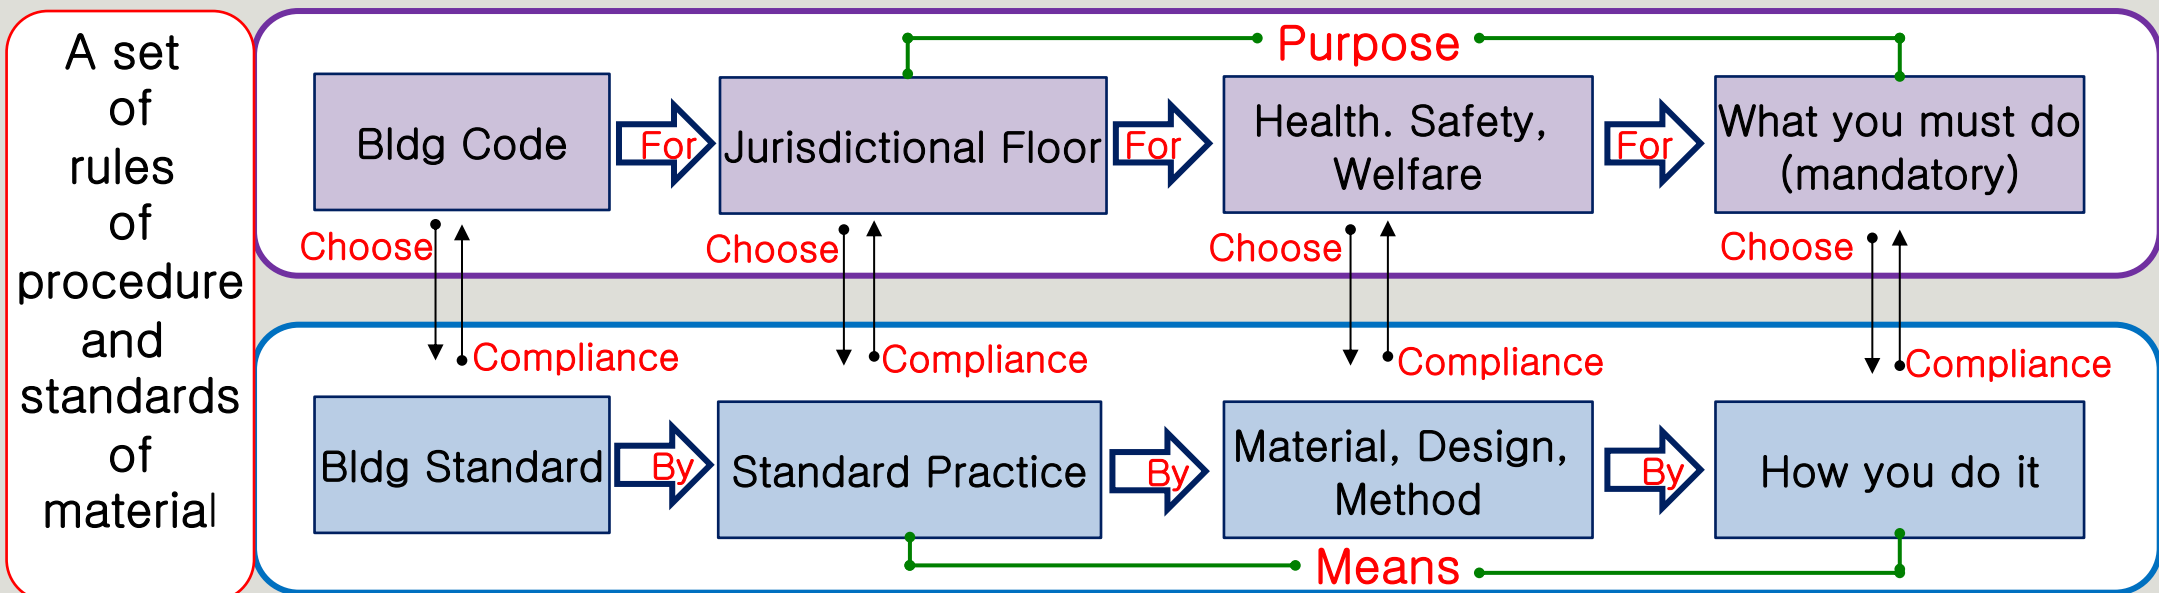 A set
of
rules
of
procedure
and
standards
of
material
Purpose
Bldg Code
For
Jurisdictional Floor
For
Health. Safety,
Welfare
For
What you must do
(mandatory)
Choose
Choose
Choose
Choose
Compliance
Compliance
Compliance
Compliance
Bldg Standard
By
Standard Practice
By
Material, Design,
Method
By
How you do it
Means